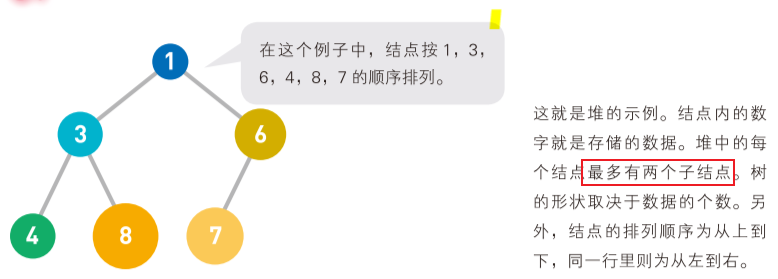 1
在这个例子中，结点按 1，3，
6，4，8，7 的顺序排列。
3
6
4
8
7
这就是堆的示例。结点内的数
字就是存储的数据。堆中的每
个结点最多有两个子结点。树
的形状取决于数据的个数。另
外，结点的排列顺序为从上到
下，同一行里则为从左到右。